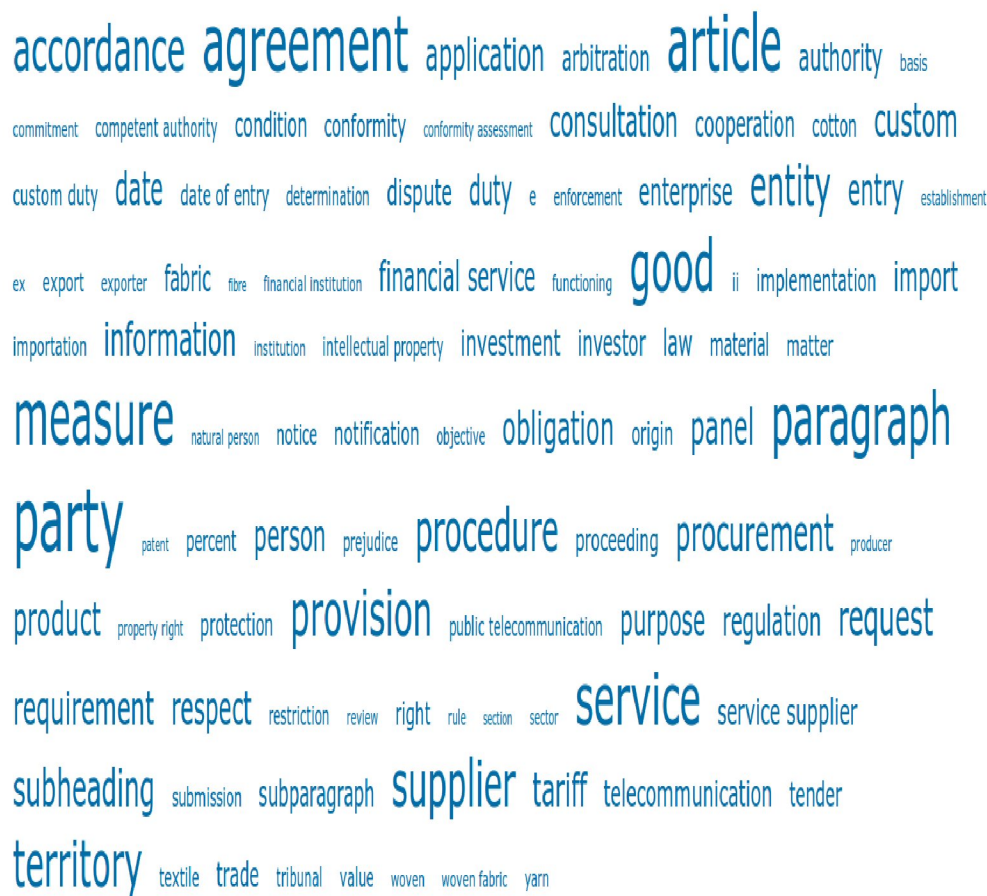 accordance agreement application arbitration article authority basis
commitment competent authority condition conformity conformity assessment consultation cooperation cotton custom
custom duty date date of entry determination dispute duty e enforcement enterprise entity entry establishment
ex export exporter fabric fibre financial institution financial service functioning good ii implementation import
importation information institution intellectual property investment investor law material matter
measure natural person notice notification objective obligation origin panel paragraph
party patent percent person prejudice procedure proceeding procurement producer
product property right protection provision public telecommunication purpose regulation request
requirement respect restriction review right rule section sector service service supplier
subheading submission subparagraph supplier tariff telecommunication tender
territory textile trade tribunal value woven woven fabric yarn